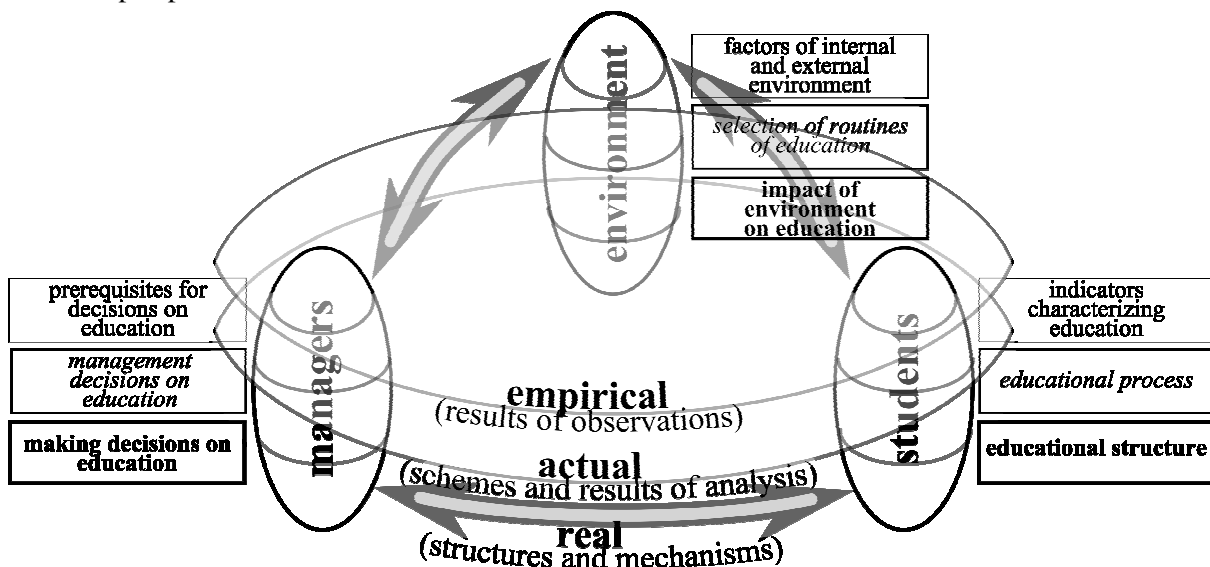 factors of internal
and external
environment
selection of routines
of education
impact of
environment
on education
environment
prerequisites for
decisions on
education
management
decisions on
education
making decisions on
education
managers
empirical
(results of observations)
actual
(schemes and results of analysis)
real
(structures and mechanisms)
students
indicators
characterizing
education
educational process
educational structure